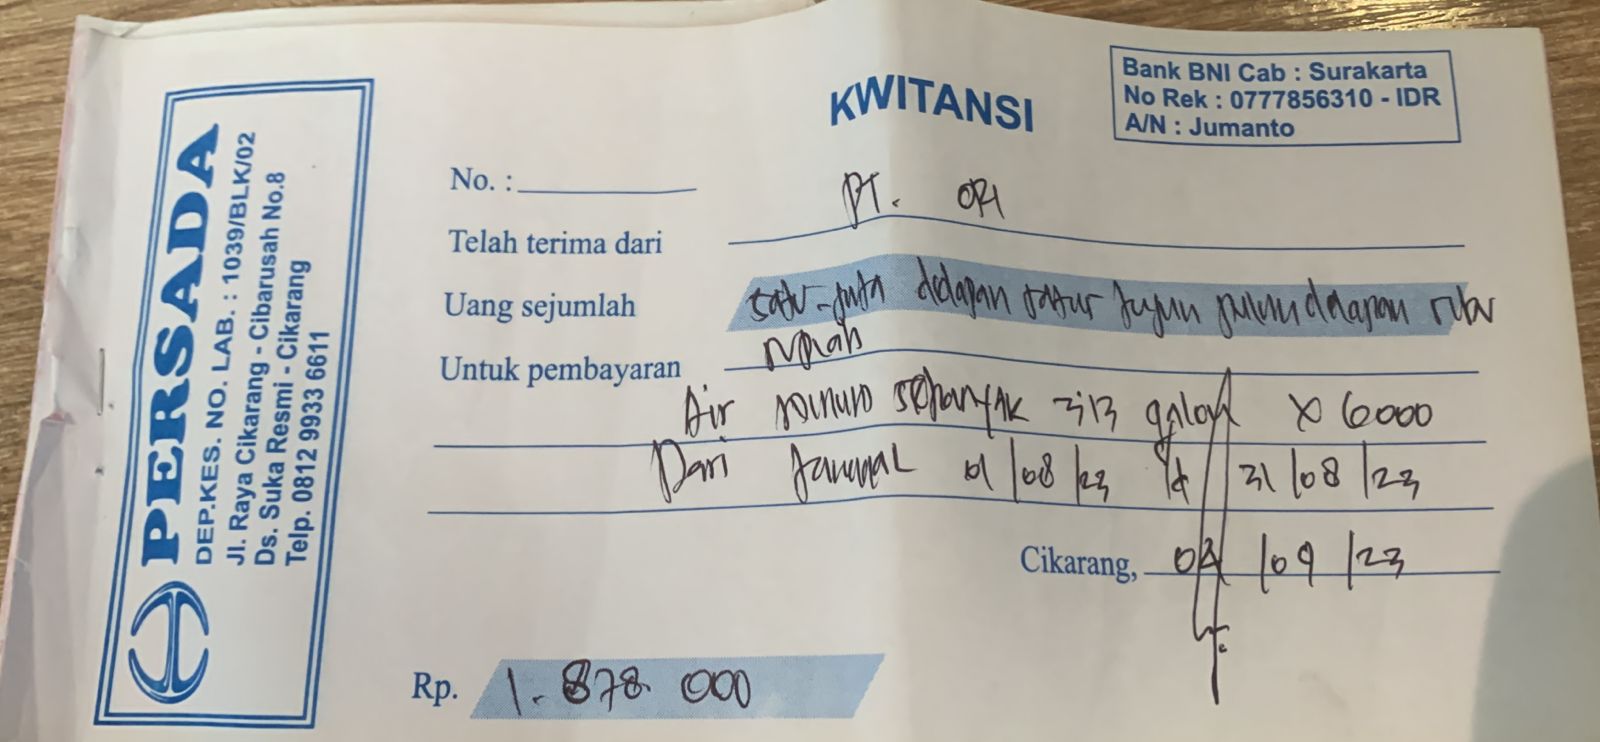 PERSADA
DEP.KES. NO. LAB. : 1039/BLK/02
Jl. Raya Cikarang - Cibarusah No.8
Ds. Suka Resmi - Cikarang
Telp. 0812 9933 6611
KWITANSI
Bank BNI Cab : Surakarta
No Rek : 0777856310 - IDR
A/N : Jumanto
No. :
Telah terima dari PT.
Uang sejumlah satu juta delapan ratus tujuh puluh delapan ribu
rupiah
Untuk pembayaran
Air minum sebanyak 313 galon x 6000
Dari tanggal 01/08/23 31/08/23
Cikarang, /09/23
Rp. 1.878.000